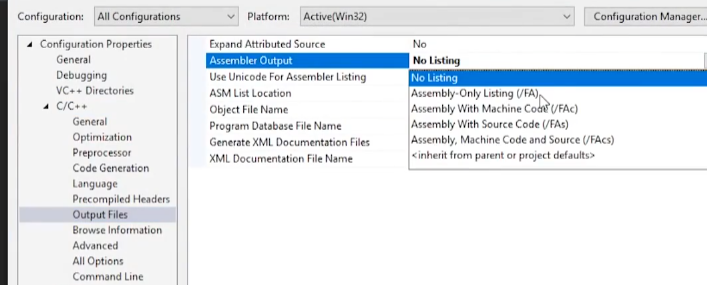 Configuration: All Configurations Platform: Active(Win32) Configuration Manager...
Configuration Properties
General
Debugging
VC++ Directories
C/C++
General
Optimization
Preprocessor
Code Generation
Language
Precompiled Headers
Output Files
Browse Information
Advanced
All Options
Command Line
Expand Attributed Source No
Assembler Output No Listing
Use Unicode For Assembler Listing
ASM List Location
Object File Name
Program Database File Name
Generate XML Documentation Files
XML Documentation File Name
No Listing
Assembly-Only Listing (/FA)
Assembly With Machine Code (/FAc)
Assembly With Source Code (/FAs)
Assembly, Machine Code and Source (/FAcs)
<inherit from parent or project defaults>